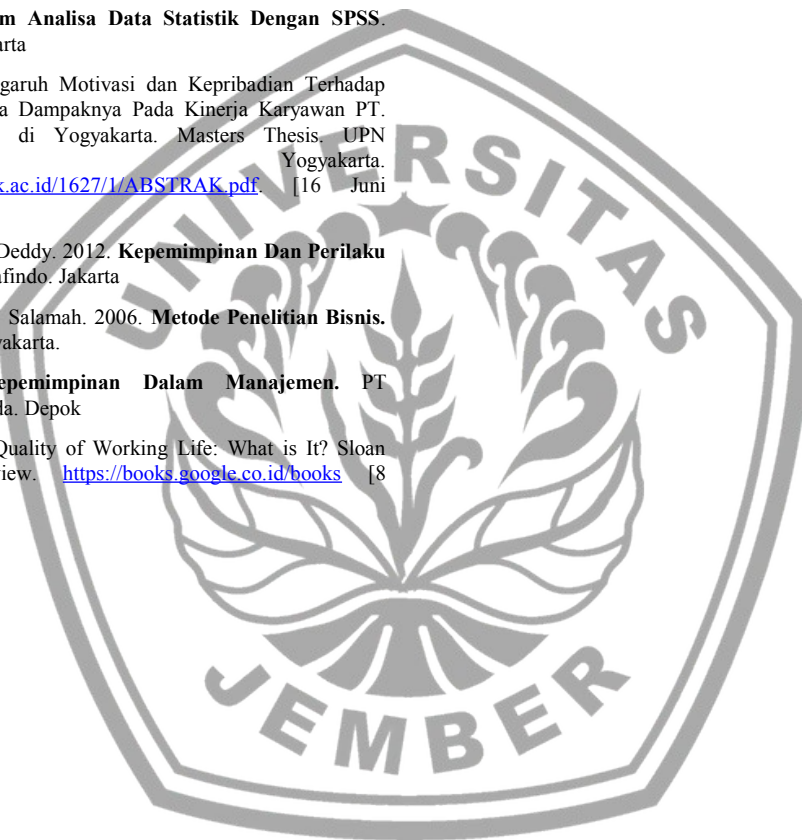 m Analisa Data Statistik Dengan SPSS.
arta
garuh Motivasi dan Kepribadian Terhadap
a Dampaknya Pada Kinerja Karyawan PT.
di Yogyakarta. Masters Thesis. UPN
Yogyakarta.
k.ac.id/1627/1/ABSTRAK.pdf. [16 Juni
Deddy. 2012. Kepemimpinan Dan Perilaku
afindo. Jakarta
Salamah. 2006. Metode Penelitian Bisnis.
yakarta.
epemimpinan Dalam Manajemen. PT
da. Depok
Quality of Working Life: What is It? Sloan
iew. https://books.google.co.id/books [8
UNIVERSITAS
JEMBER